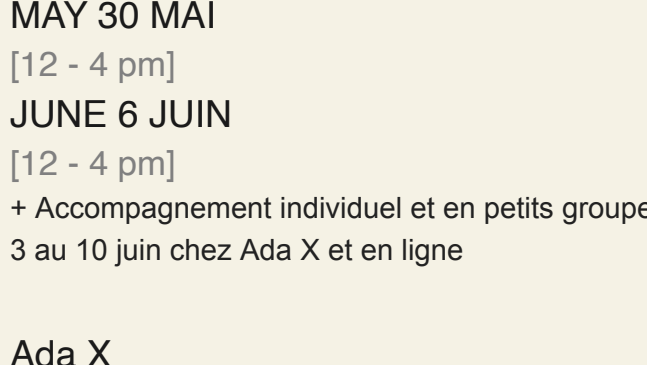 MAY 30 MAI
[12 - 4 pm]
JUNE 6 JUIN
[12 - 4 pm]
+ Accompagnement individuel et en petits groupe
3 au 10 juin chez Ada X et en ligne
Ada X